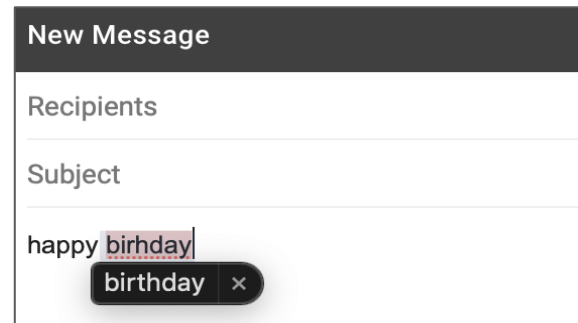 New Message
Recipients
Subject
happy birhday
birthday ×